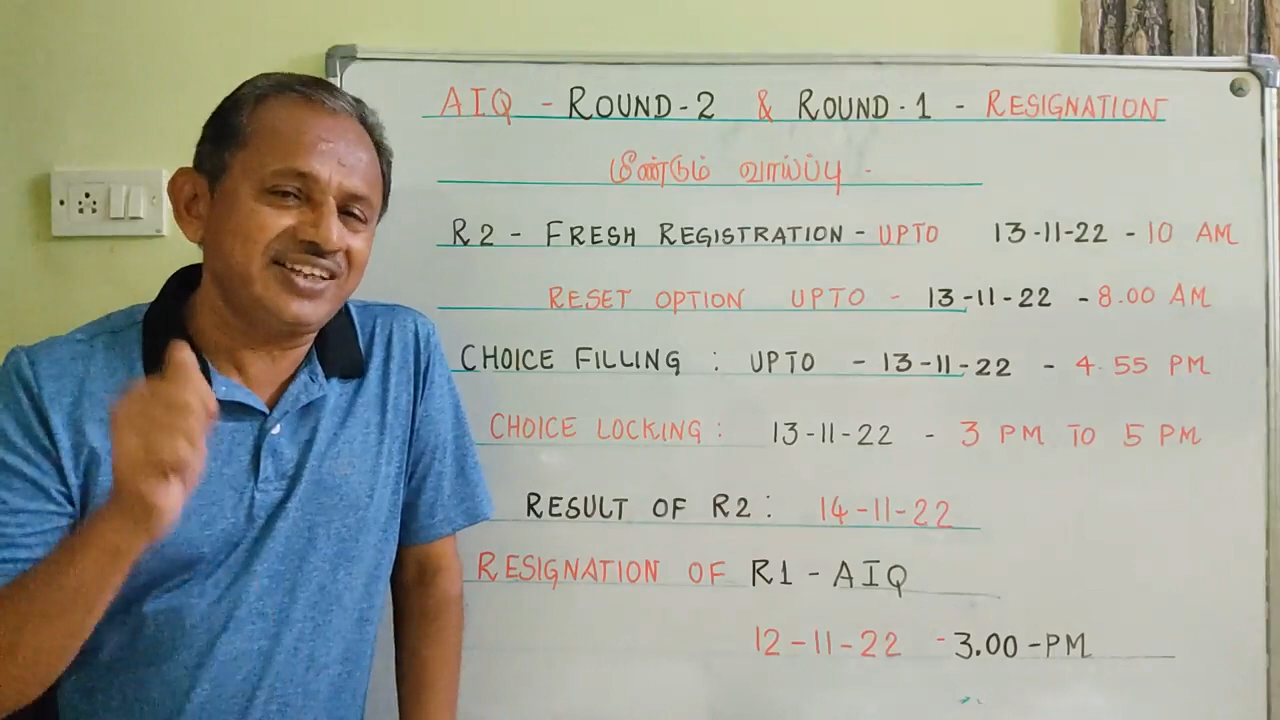 AIQ - ROUND-2 & ROUND-1 - RESIGNATION
மீண்டும் வாய்ப்பு -
R2 - FRESH REGISTRATION - UPTO 13-11-22 - 10 AM
RESET OPTION UPTO - 13-11-22 - 8.00 AM
CHOICE FILLING : UPTO - 13-11-22 - 4.55 PM
CHOICE LOCKING : 13-11-22 - 3 PM TO 5 PM
RESULT OF R2 : 14-11-22
RESIGNATION OF R1 - AIQ
12-11-22 - 3.00 - PM